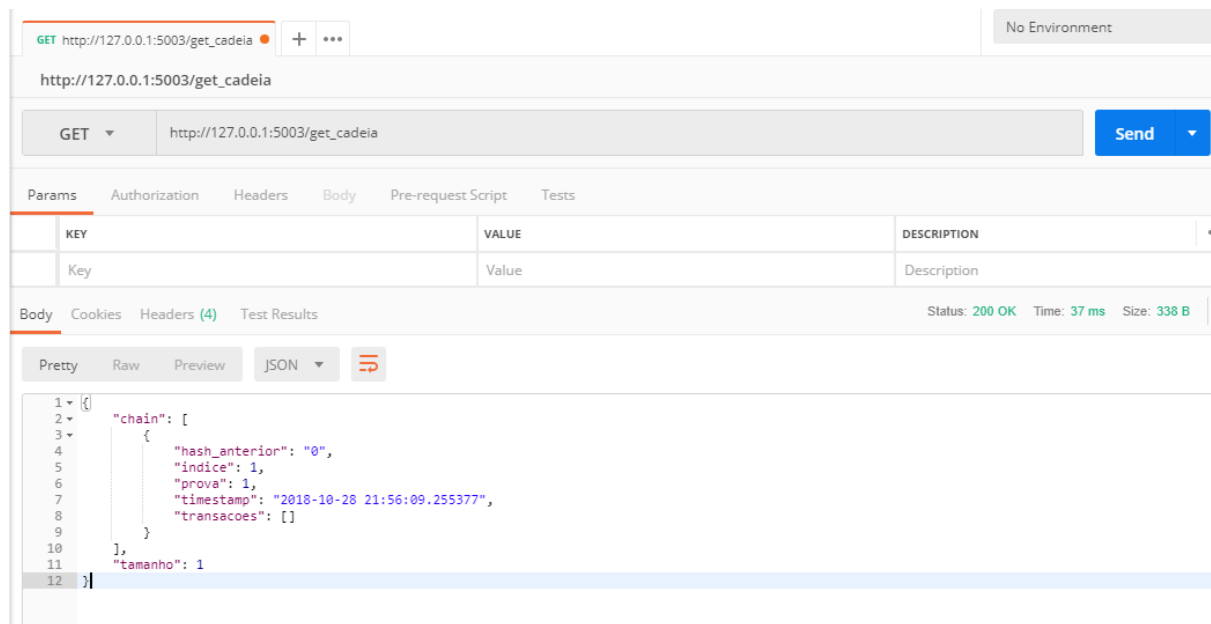 GET http://127.0.0.1:5003/get_cadeia
No Environment
http://127.0.0.1:5003/get_cadeia
GET http://127.0.0.1:5003/get_cadeia Send
Params Authorization Headers Body Pre-request Script Tests
KEY VALUE DESCRIPTION
Key Value Description
Body Cookies Headers (4) Test Results Status: 200 OK Time: 37 ms Size: 338 B
Pretty Raw Preview JSON
1 {
2 "chain": [
3 {
4 "hash_anterior": "0",
5 "indice": 1,
6 "prova": 1,
7 "timestamp": "2018-10-28 21:56:09.255377",
8 "transacoes": []
9 }
10 ],
11 "tamanho": 1
12 }